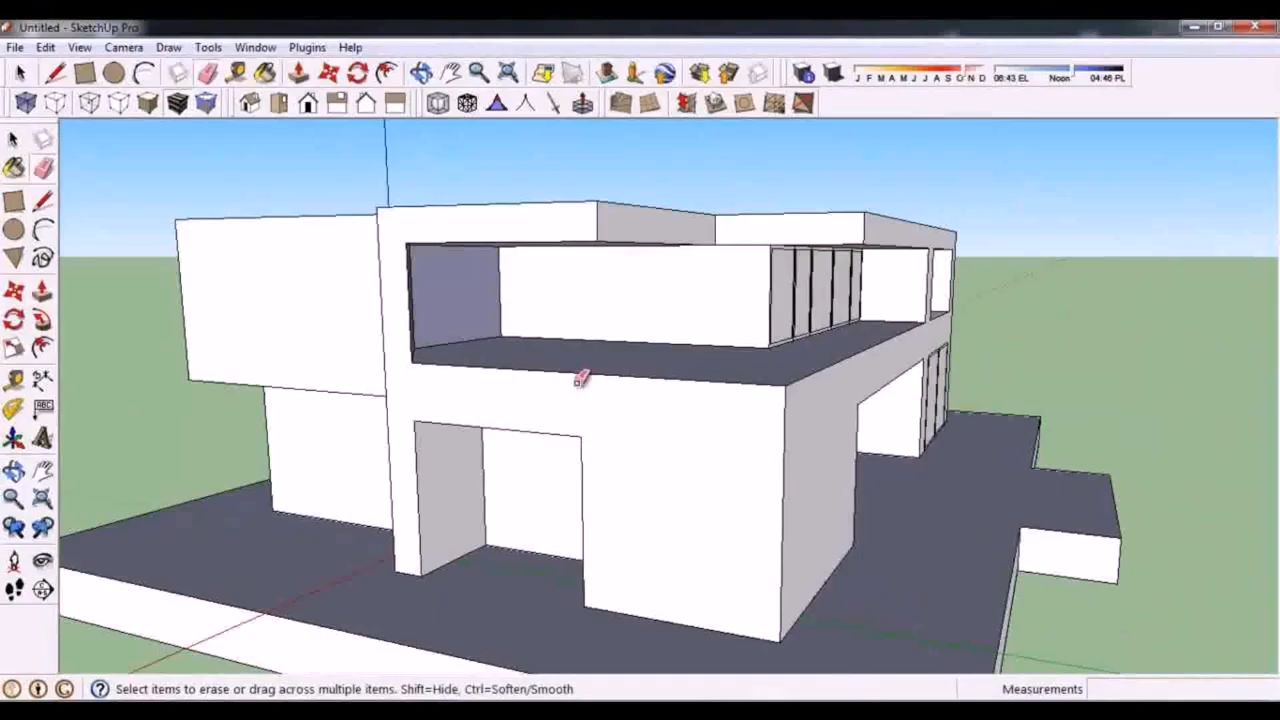 Untitled - SketchUp Pro
File Edit View Camera Draw Tools Window Plugins Help
J F M A M J J A S O N D 06:43 EL Noon 04:46 PL
ABC
Select items to erase or drag across multiple items. Shift=Hide, Ctrl=Soften/Smooth
Measurements